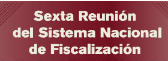 Sexta Reunión
del Sistema Nacional
de Fiscalización